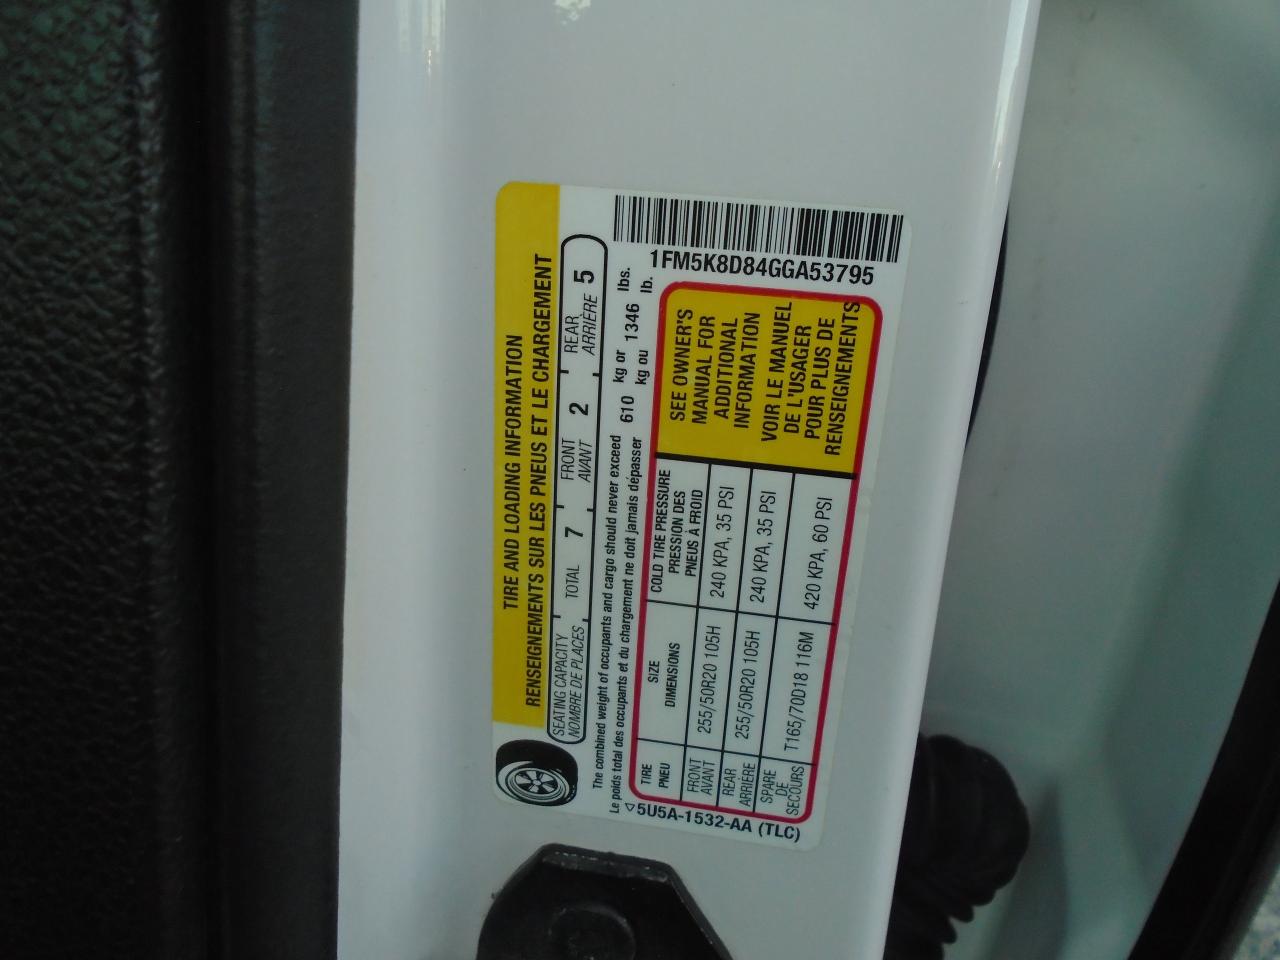 TIRE AND LOADING INFORMATION
RENSEIGNEMENTS SUR LES PNEUS ET LE CHARGEMENT
SEATING CAPACITY TOTAL 7 FRONT 2 REAR 5
NOMBRE DE PLACES AVANT ARRIÈRE
The combined weight of occupants and cargo should never exceed 610 kg or 1346 lbs.
Le poids total des occupants et du chargement ne doit jamais dépasser kg ou lb.
TIRE SIZE COLD TIRE PRESSURE
PNEU DIMENSIONS PRESSION DES
PNEUS À FROID
FRONT 255/50R20 105H 240 KPA, 35 PSI
AVANT
REAR 255/50R20 105H 240 KPA, 35 PSI
ARRIÈRE
SPARE T165/70D18 116M 420 KPA, 60 PSI
DE
SECOURS
SEE OWNER'S
MANUAL FOR
ADDITIONAL
INFORMATION
VOIR LE MANUEL
DE L'USAGER
POUR PLUS DE
RENSEIGNEMENTS
1FM5K8D84GGA53795
5U5A-1532-AA (TLC)